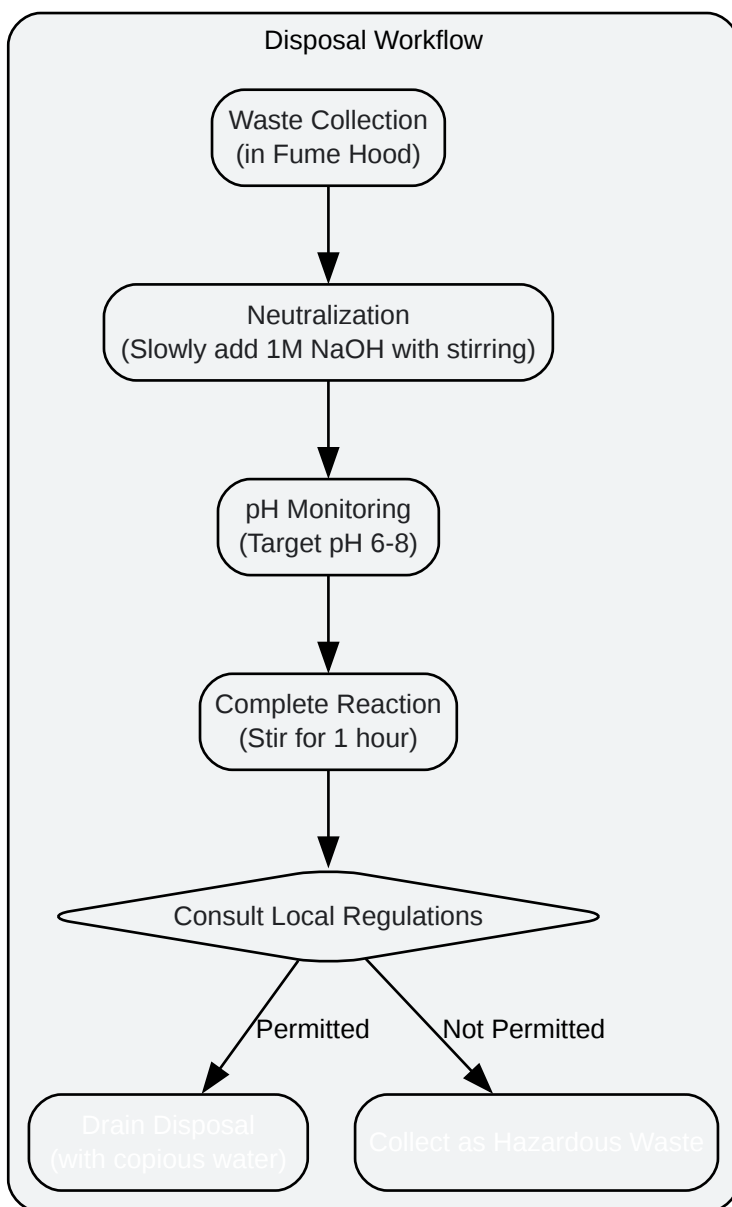 Disposal Workflow
Waste Collection
(in Fume Hood)
Neutralization
(Slowly add 1M NaOH with stirring)
pH Monitoring
(Target pH 6-8)
Complete Reaction
(Stir for 1 hour)
Consult Local Regulations
Permitted
Not Permitted
Drain Disposal
(with copious water)
Collect as Hazardous Waste